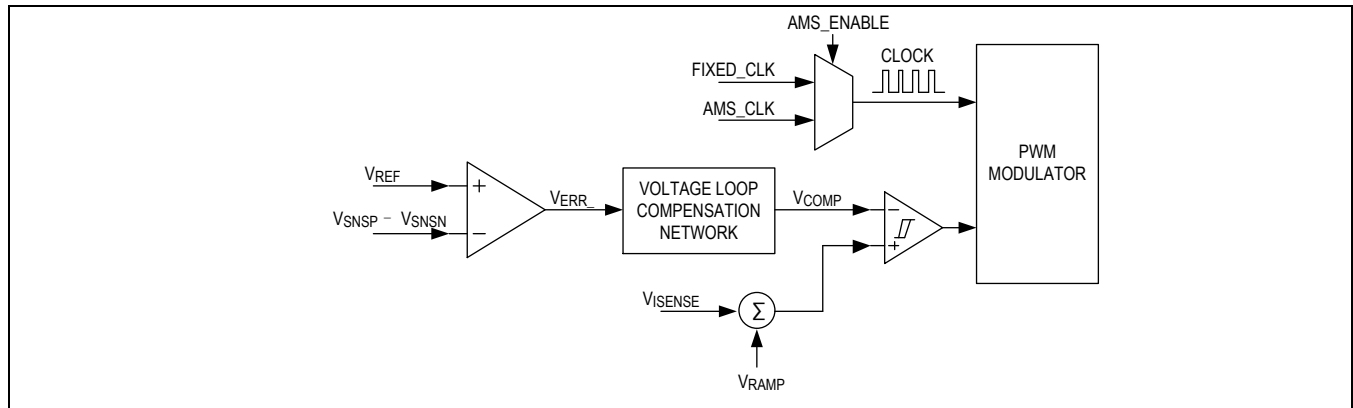 AMS_ENABLE
FIXED_CLK
CLOCK
AMS_CLK
PWM
MODULATOR
VREF
+
VSNSP - VSNSN
−
VERR_
VOLTAGE LOOP
COMPENSATION
NETWORK
VCOMP
−
+
VISENSE
Σ
VRAMP